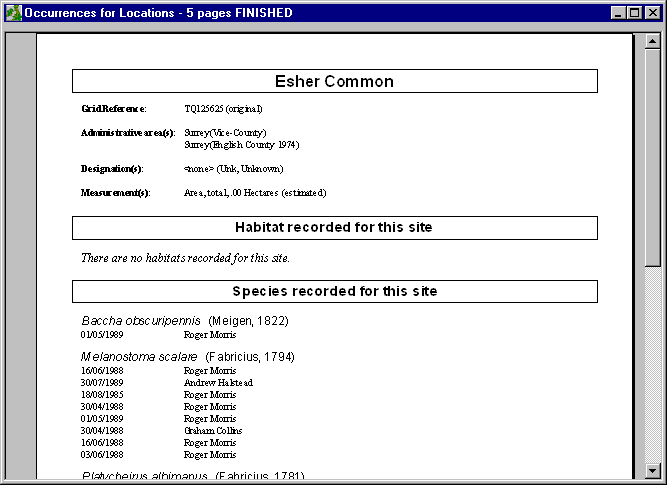 Occurrences for Locations - 5 pages FINISHED
Esher Common
Grid Reference: TQ125625 (original)
Administrative area(s): Surrey (Vice-County)
Surrey (English County 1974)
Designation(s): <none> (Unk, Unknown)
Measurement(s): Area, total, .00 Hectares (estimated)
Habitat recorded for this site
There are no habitats recorded for this site.
Species recorded for this site
Baccha obscuripennis (Meigen, 1822)
01/05/1989 Roger Morris
Melanostoma scalare (Fabricius, 1794)
16/06/1988 Roger Morris
30/07/1989 Andrew Halstead
18/08/1985 Roger Morris
30/04/1988 Roger Morris
01/05/1989 Roger Morris
30/04/1988 Graham Collins
16/06/1988 Roger Morris
03/06/1988 Roger Morris
Platycheirus albimanus (Fabricius, 1781)